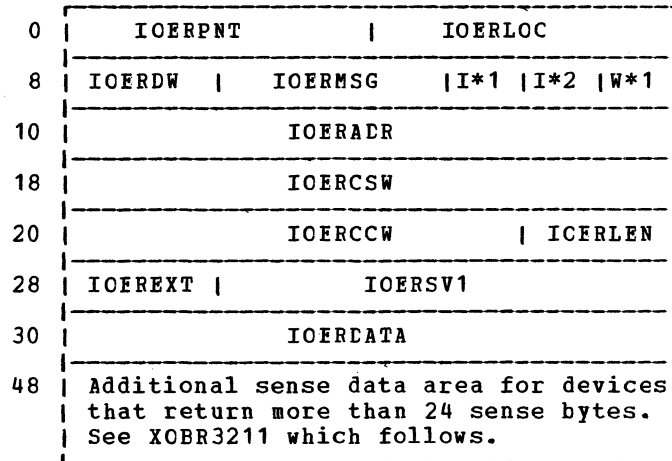 0 | IOERPNT | IOERLOC
8 | IOERDW | IOERMSG |I*1 |I*2 |W*1
10 | IOERADR
18 | IOERCSW
20 | IOERCCW | IOERLEN
28 | IOEREXT | IOERSV1
30 | IOERDATA
48 | Additional sense data area for devices
| that return more than 24 sense bytes.
| See XOBR3211 which follows.